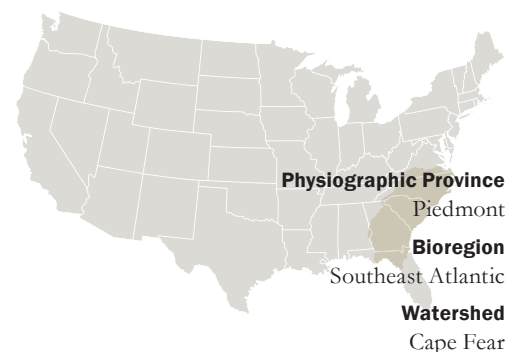 Physiographic Province
Piedmont
Bioregion
Southeast Atlantic
Watershed
Cape Fear